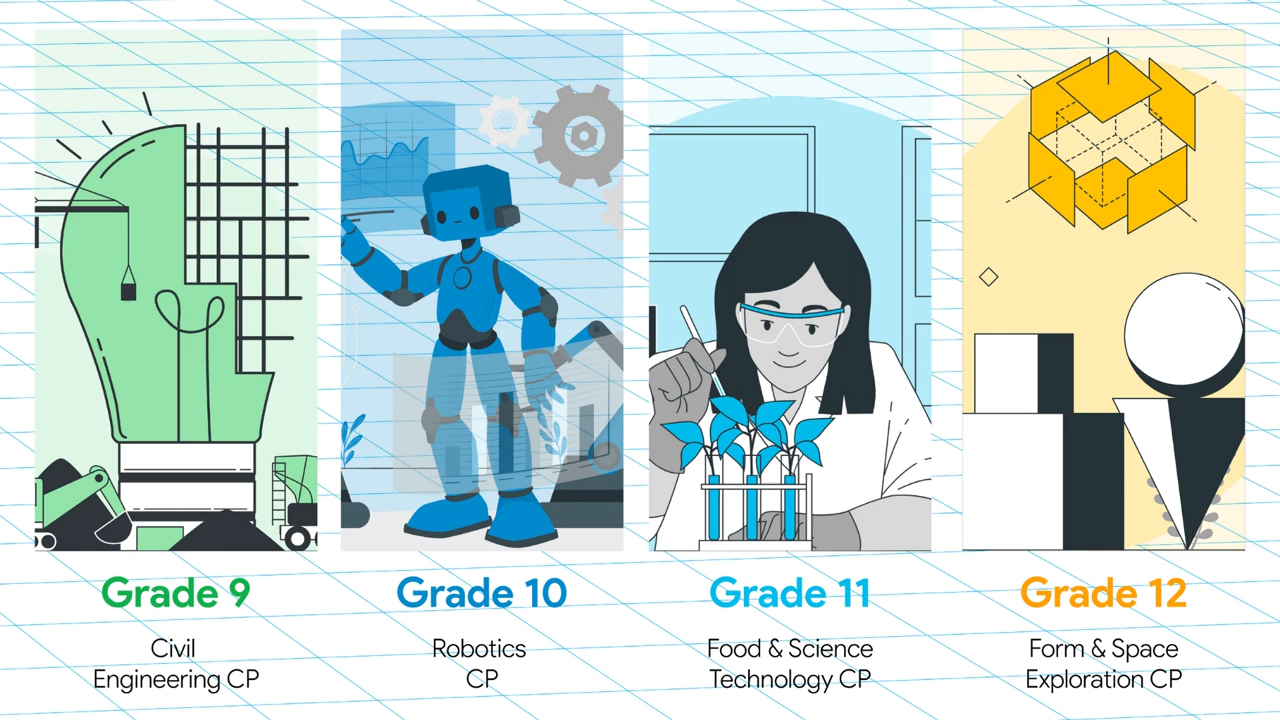 Grade 9
Civil
Engineering CP
Grade 10
Robotics
CP
Grade 11
Food & Science
Technology CP
Grade 12
Form & Space
Exploration CP